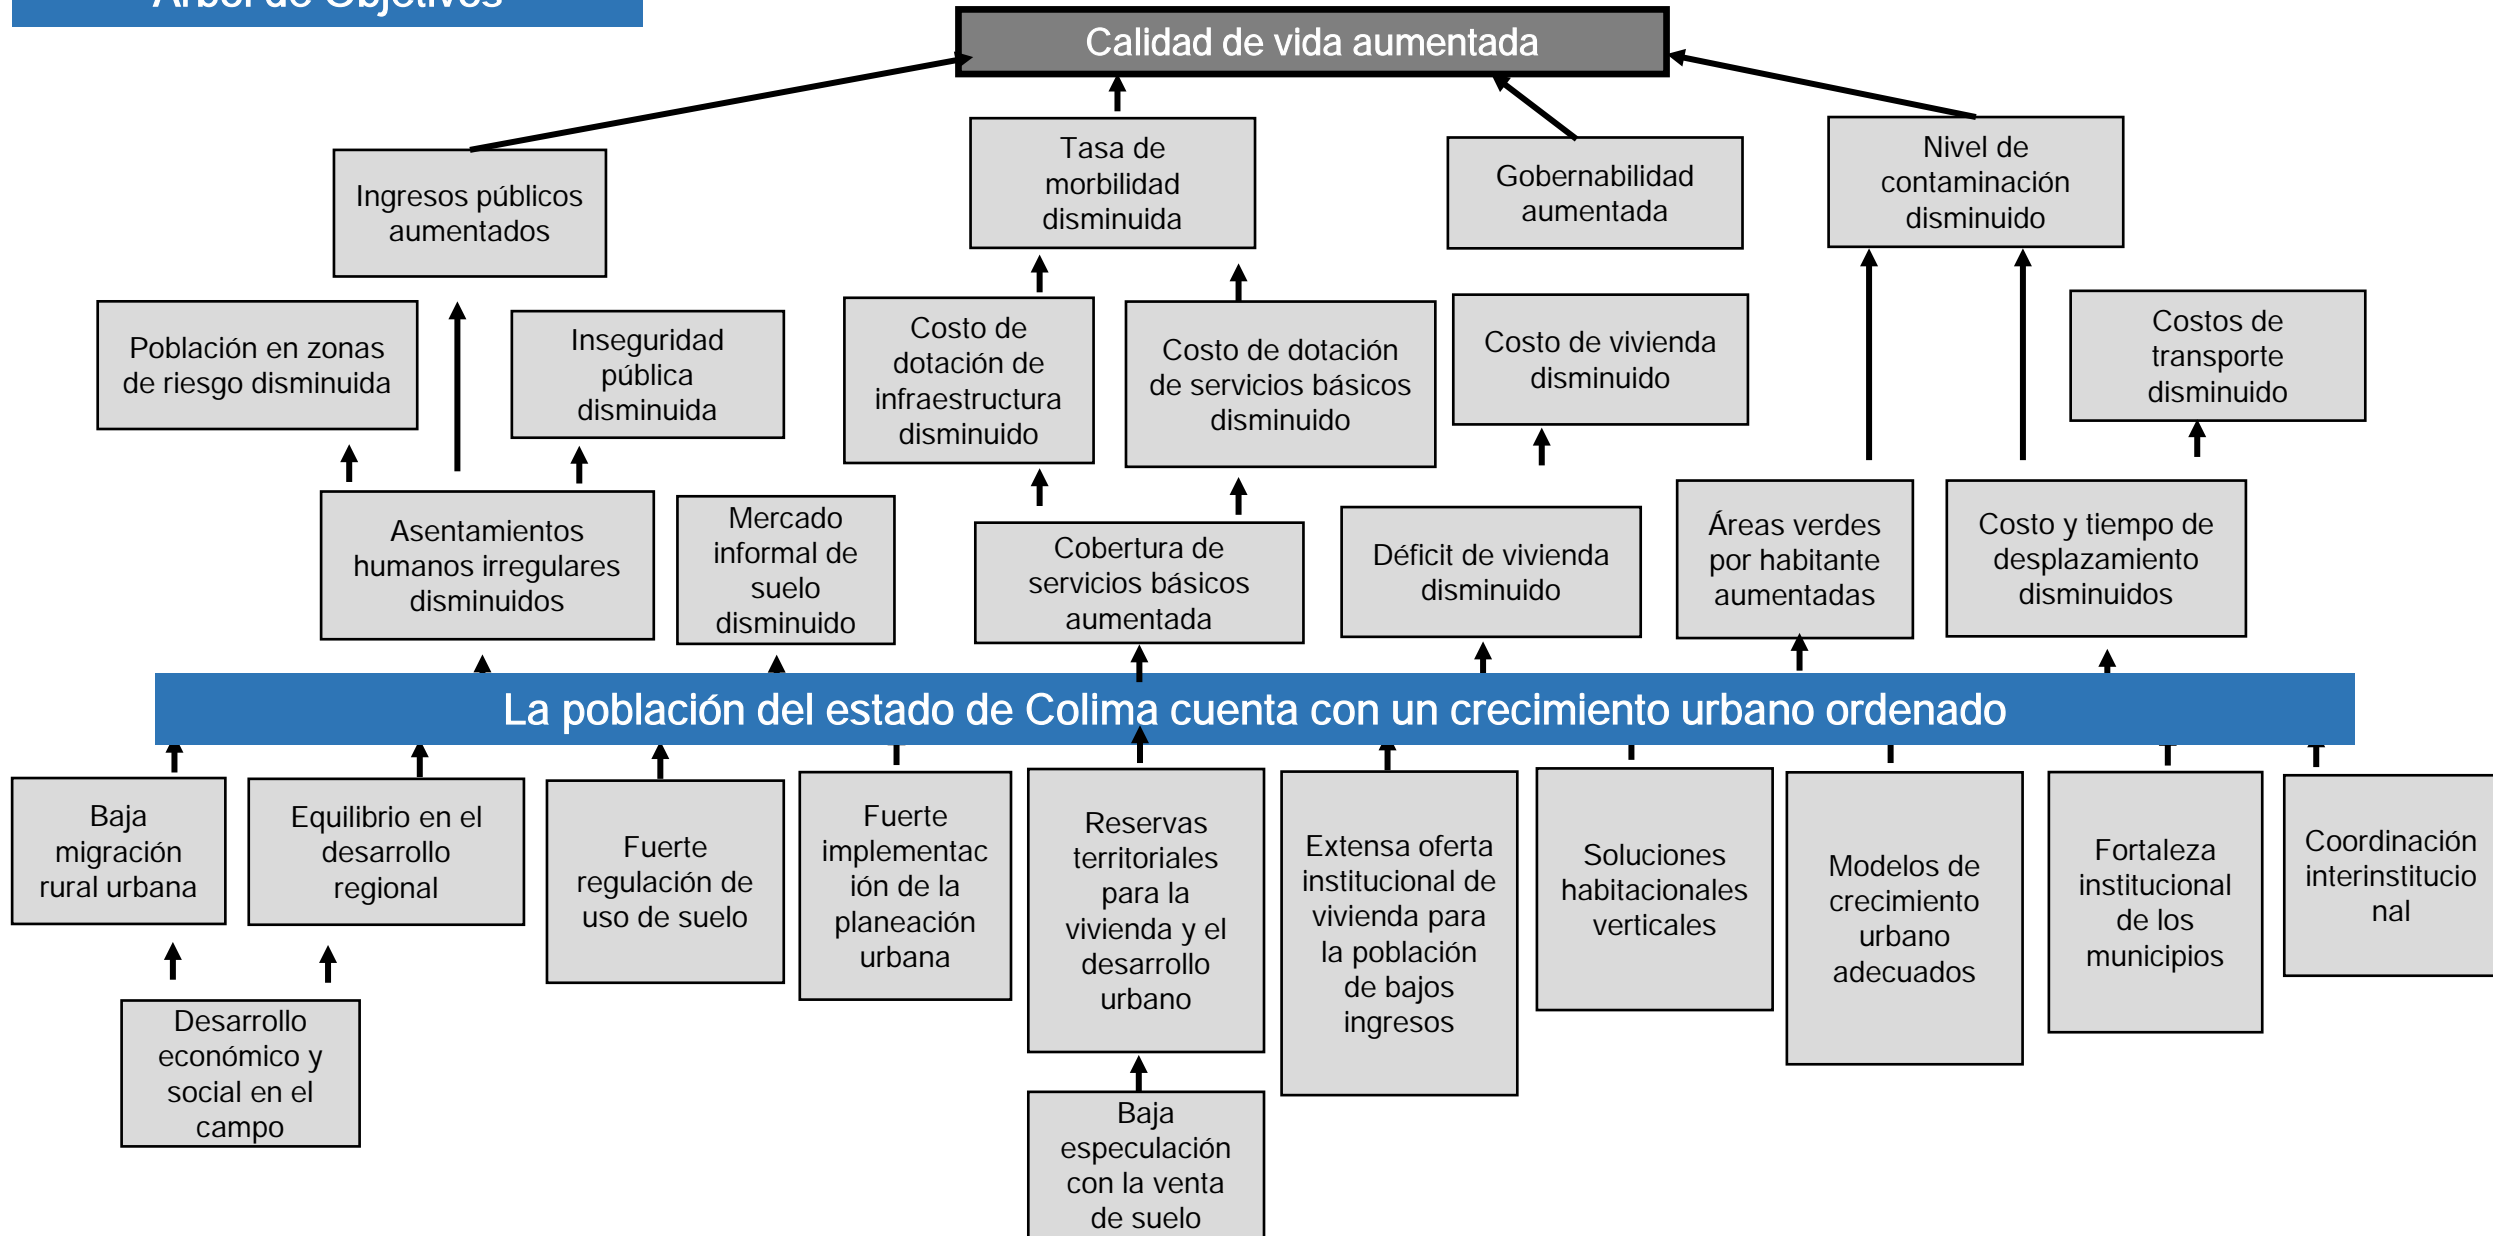 Árbol de Objetivos
Calidad de vida aumentada
Ingresos públicos
aumentados
Tasa de
morbilidad
disminuida
Gobernabilidad
aumentada
Nivel de
contaminación
disminuido
Población en zonas
de riesgo disminuida
Inseguridad
pública
disminuida
Costo de
dotación de
infraestructura
disminuido
Costo de dotación
de servicios básicos
disminuido
Costo de vivienda
disminuido
Costos de
transporte
disminuido
Asentamientos
humanos irregulares
disminuidos
Mercado
informal de
suelo
disminuido
Cobertura de
servicios básicos
aumentada
Déficit de vivienda
disminuido
Áreas verdes
por habitante
aumentadas
Costo y tiempo de
desplazamiento
disminuidos
La población del estado de Colima cuenta con un crecimiento urbano ordenado
Baja
migración
rural urbana
Equilibrio en el
desarrollo
regional
Fuerte
regulación de
uso de suelo
Fuerte
implementac
ión de la
planeación
urbana
Reservas
territoriales
para la
vivienda y el
desarrollo
urbano
Extensa oferta
institucional de
vivienda para
la población
de bajos
ingresos
Soluciones
habitacionales
verticales
Modelos de
crecimiento
urbano
adecuados
Fortaleza
institucional
de los
municipios
Coordinación
interinstitucio
nal
Desarrollo
económico y
social en el
campo
Baja
especulación
con la venta
de suelo